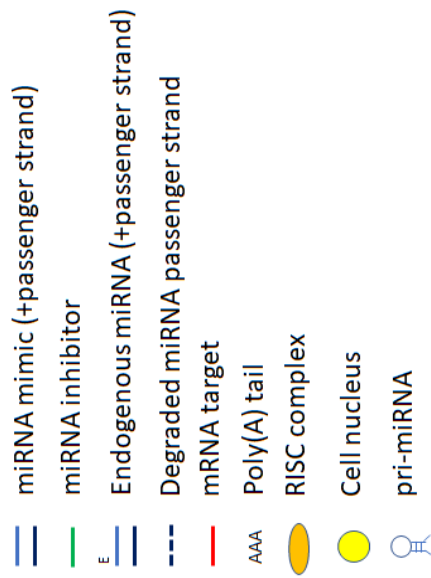 miRNA mimic (+passenger strand)
miRNA inhibitor
E
Endogenous miRNA (+passenger strand)
Degraded miRNA passenger strand
mRNA target
AAA Poly(A) tail
RISC complex
Cell nucleus
pri-miRNA